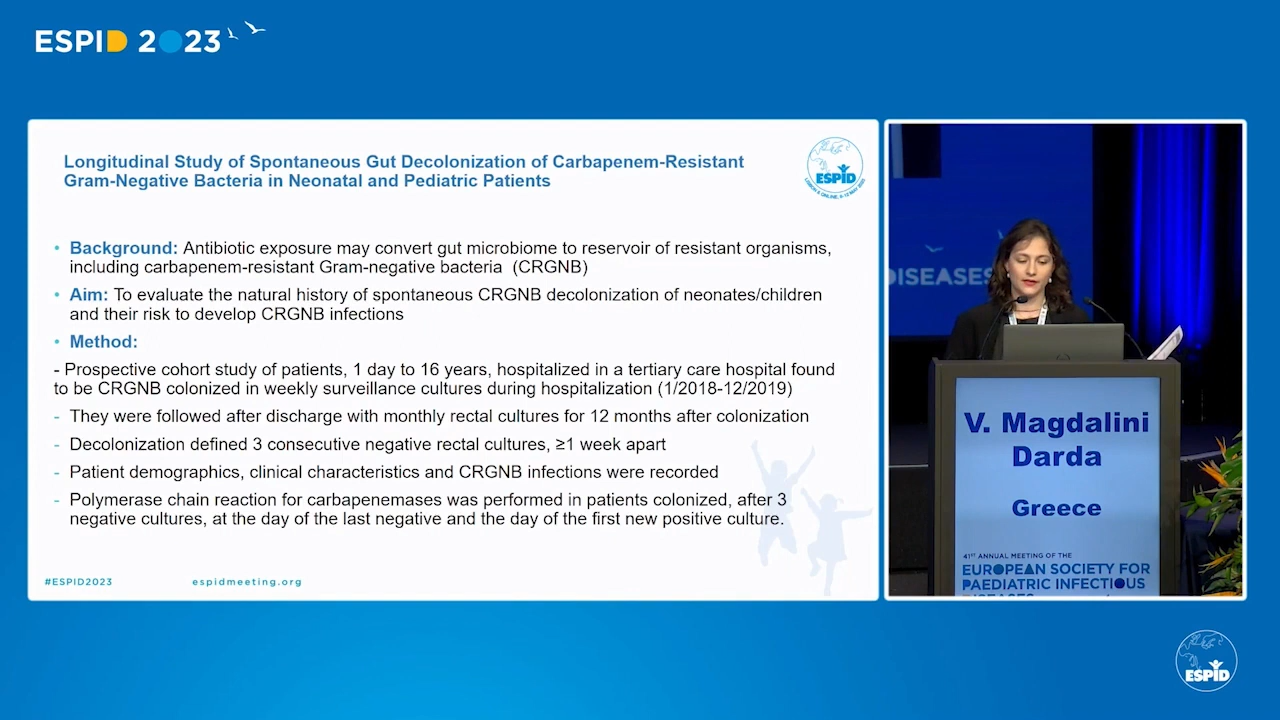 ESPID 2023
Longitudinal Study of Spontaneous Gut Decolonization of Carbapenem-Resistant
Gram-Negative Bacteria in Neonatal and Pediatric Patients
ESPID
• Background: Antibiotic exposure may convert gut microbiome to reservoir of resistant organisms,
including carbapenem-resistant Gram-negative bacteria (CRGNB)
• Aim: To evaluate the natural history of spontaneous CRGNB decolonization of neonates/children
and their risk to develop CRGNB infections
• Method:
- Prospective cohort study of patients, 1 day to 16 years, hospitalized in a tertiary care hospital found
to be CRGNB colonized in weekly surveillance cultures during hospitalization (1/2018-12/2019)
- They were followed after discharge with monthly rectal cultures for 12 months after colonization
- Decolonization defined 3 consecutive negative rectal cultures, ≥1 week apart
- Patient demographics, clinical characteristics and CRGNB infections were recorded
- Polymerase chain reaction for carbapenemases was performed in patients colonized, after 3
negative cultures, at the day of the last negative and the day of the first new positive culture.
#ESPID2023 espidmeeting.org
DISEASES
V. Magdalini
Darda
Greece
41ST ANNUAL MEETING OF THE
EUROPEAN SOCIETY FOR
PAEDIATRIC INFECTIOUS
DISEASES
ESPID